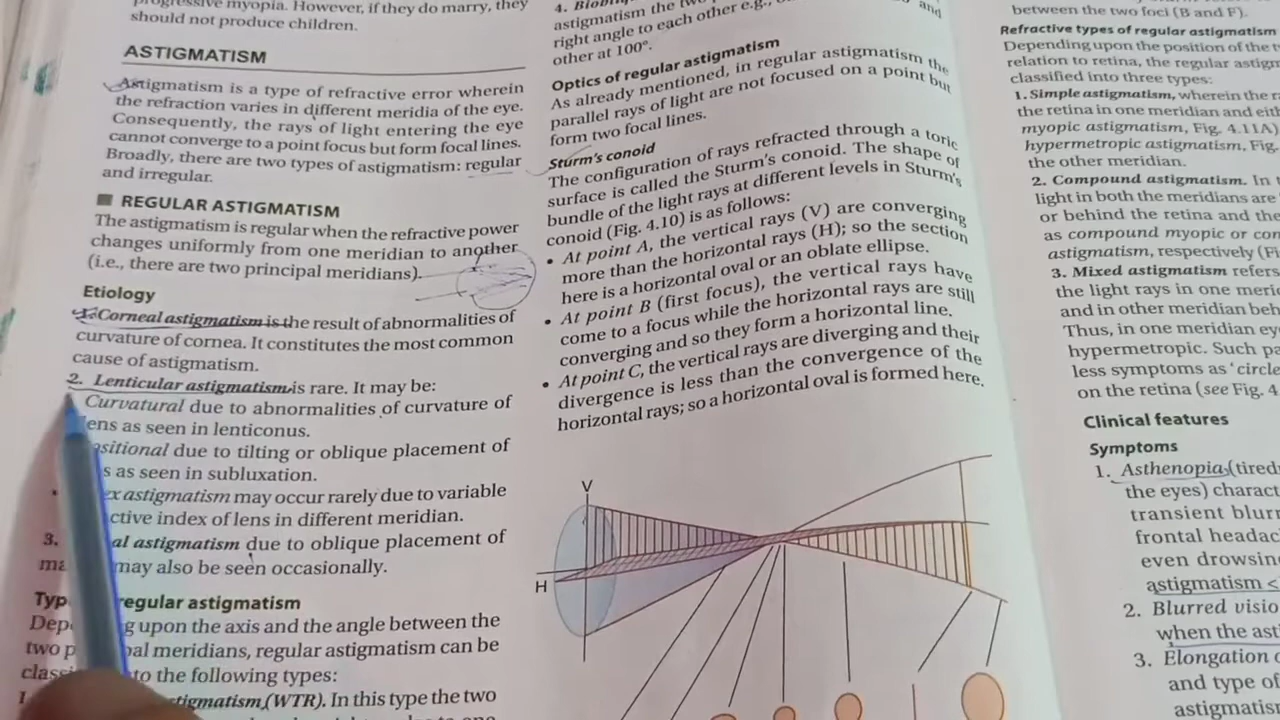 progressive myopia. However, if they do marry, they
should not produce children.
ASTIGMATISM
Astigmatism is a type of refractive error wherein
the refraction varies in different meridia of the eye.
Consequently, the rays of light entering the eye
cannot converge to a point focus but form focal lines.
Broadly, there are two types of astigmatism: regular
and irregular.
■ REGULAR ASTIGMATISM
The astigmatism is regular when the refractive power
changes uniformly from one meridian to another
(i.e., there are two principal meridians).
Etiology
1. Corneal astigmatism is the result of abnormalities of
curvature of cornea. It constitutes the most common
cause of astigmatism.
2. Lenticular astigmatism is rare. It may be:
Curvatural due to abnormalities of curvature of
lens as seen in lenticonus.
sitional due to tilting or oblique placement of
s as seen in subluxation.
ex astigmatism may occur rarely due to variable
ctive index of lens in different meridian.
3. al astigmatism due to oblique placement of
ma may also be seen occasionally.
Typ regular astigmatism
Dep g upon the axis and the angle between the
two p al meridians, regular astigmatism can be
classi to the following types:
stigmatism (WTR). In this type the two
4.
astigmatism the two
right angle to each other e.g.,
other at 100°.
Optics of regular astigmatism
As already mentioned, in regular astigmatism the
parallel rays of light are not focused on a point but
form two focal lines.
Sturm's conoid
The configuration of rays refracted through a toric
surface is called the Sturm's conoid. The shape of
bundle of the light rays at different levels in Sturm's
conoid (Fig. 4.10) is as follows:
• At point A, the vertical rays (V) are converging
more than the horizontal rays (H); so the section
here is a horizontal oval or an oblate ellipse.
• At point B (first focus), the vertical rays have
come to a focus while the horizontal rays are still
converging and so they form a horizontal line.
• At point C, the vertical rays are diverging and their
divergence is less than the convergence of the
horizontal rays; so a horizontal oval is formed here.
V
H
between the two foci (B and F).
Refractive types of regular astigmatism
Depending upon the position of the t
relation to retina, the regular astigm
classified into three types:
1. Simple astigmatism, wherein the ra
the retina in one meridian and eith
myopic astigmatism, Fig. 4.11A)
hypermetropic astigmatism, Fig.
the other meridian.
2. Compound astigmatism. In t
light in both the meridians are
or behind the retina and the
as compound myopic or con
astigmatism, respectively (Fi
3. Mixed astigmatism refers
the light rays in one meric
and in other meridian beh
Thus, in one meridian ey
hypermetropic. Such pa
less symptoms as 'circle
on the retina (see Fig. 4
Clinical features
Symptoms
1. Asthenopia (tired
the eyes) charact
transient blurr
frontal headac
even drowsin
astigmatism <
2. Blurred visio
when the ast
3. Elongation o
and type of
astigmatism